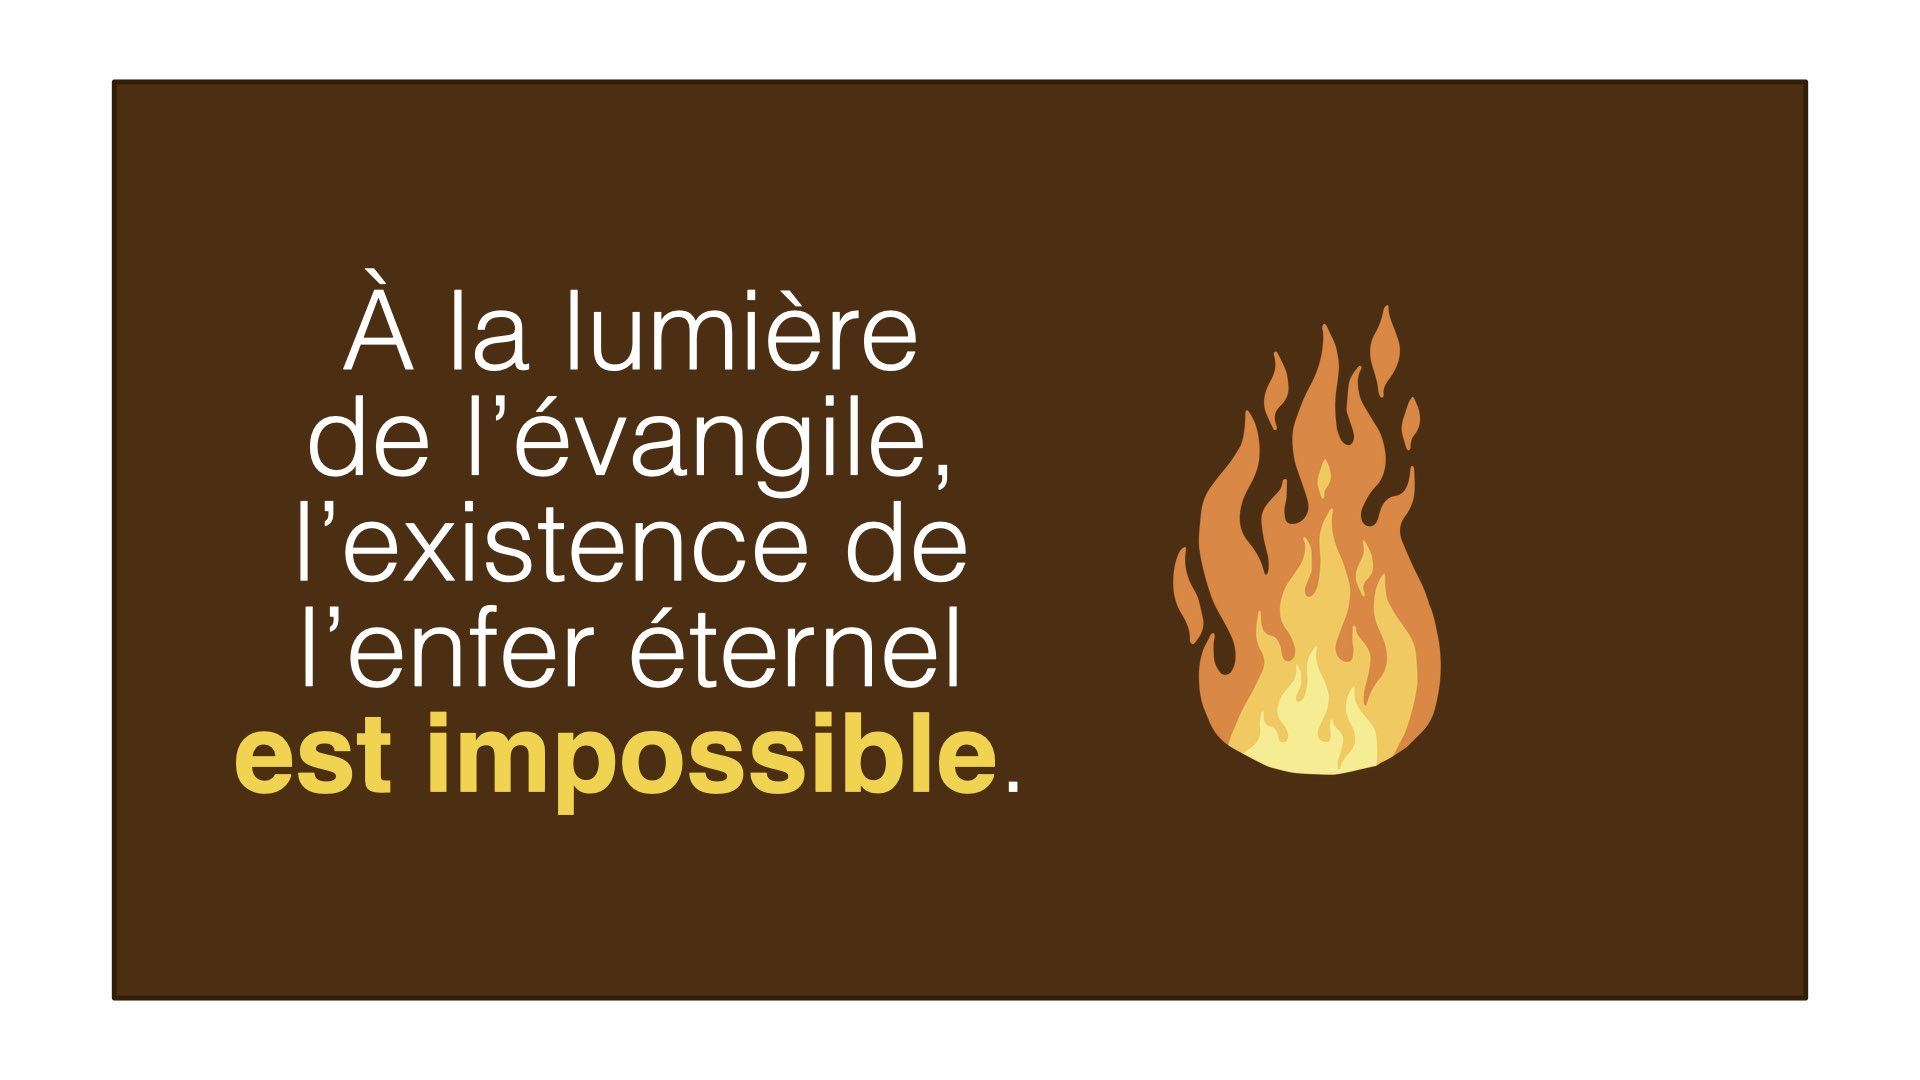 À la lumière
de l’évangile,
l’existence de
l’enfer éternel
est impossible.